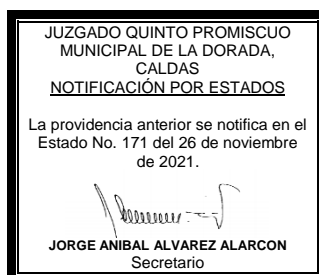 JUZGADO QUINTO PROMISCUO
MUNICIPAL DE LA DORADA,
CALDAS
NOTIFICACIÓN POR ESTADOS
La providencia anterior se notifica en el
Estado No. 171 del 26 de noviembre
de 2021.
JORGE ANIBAL ALVAREZ ALARCON
Secretario